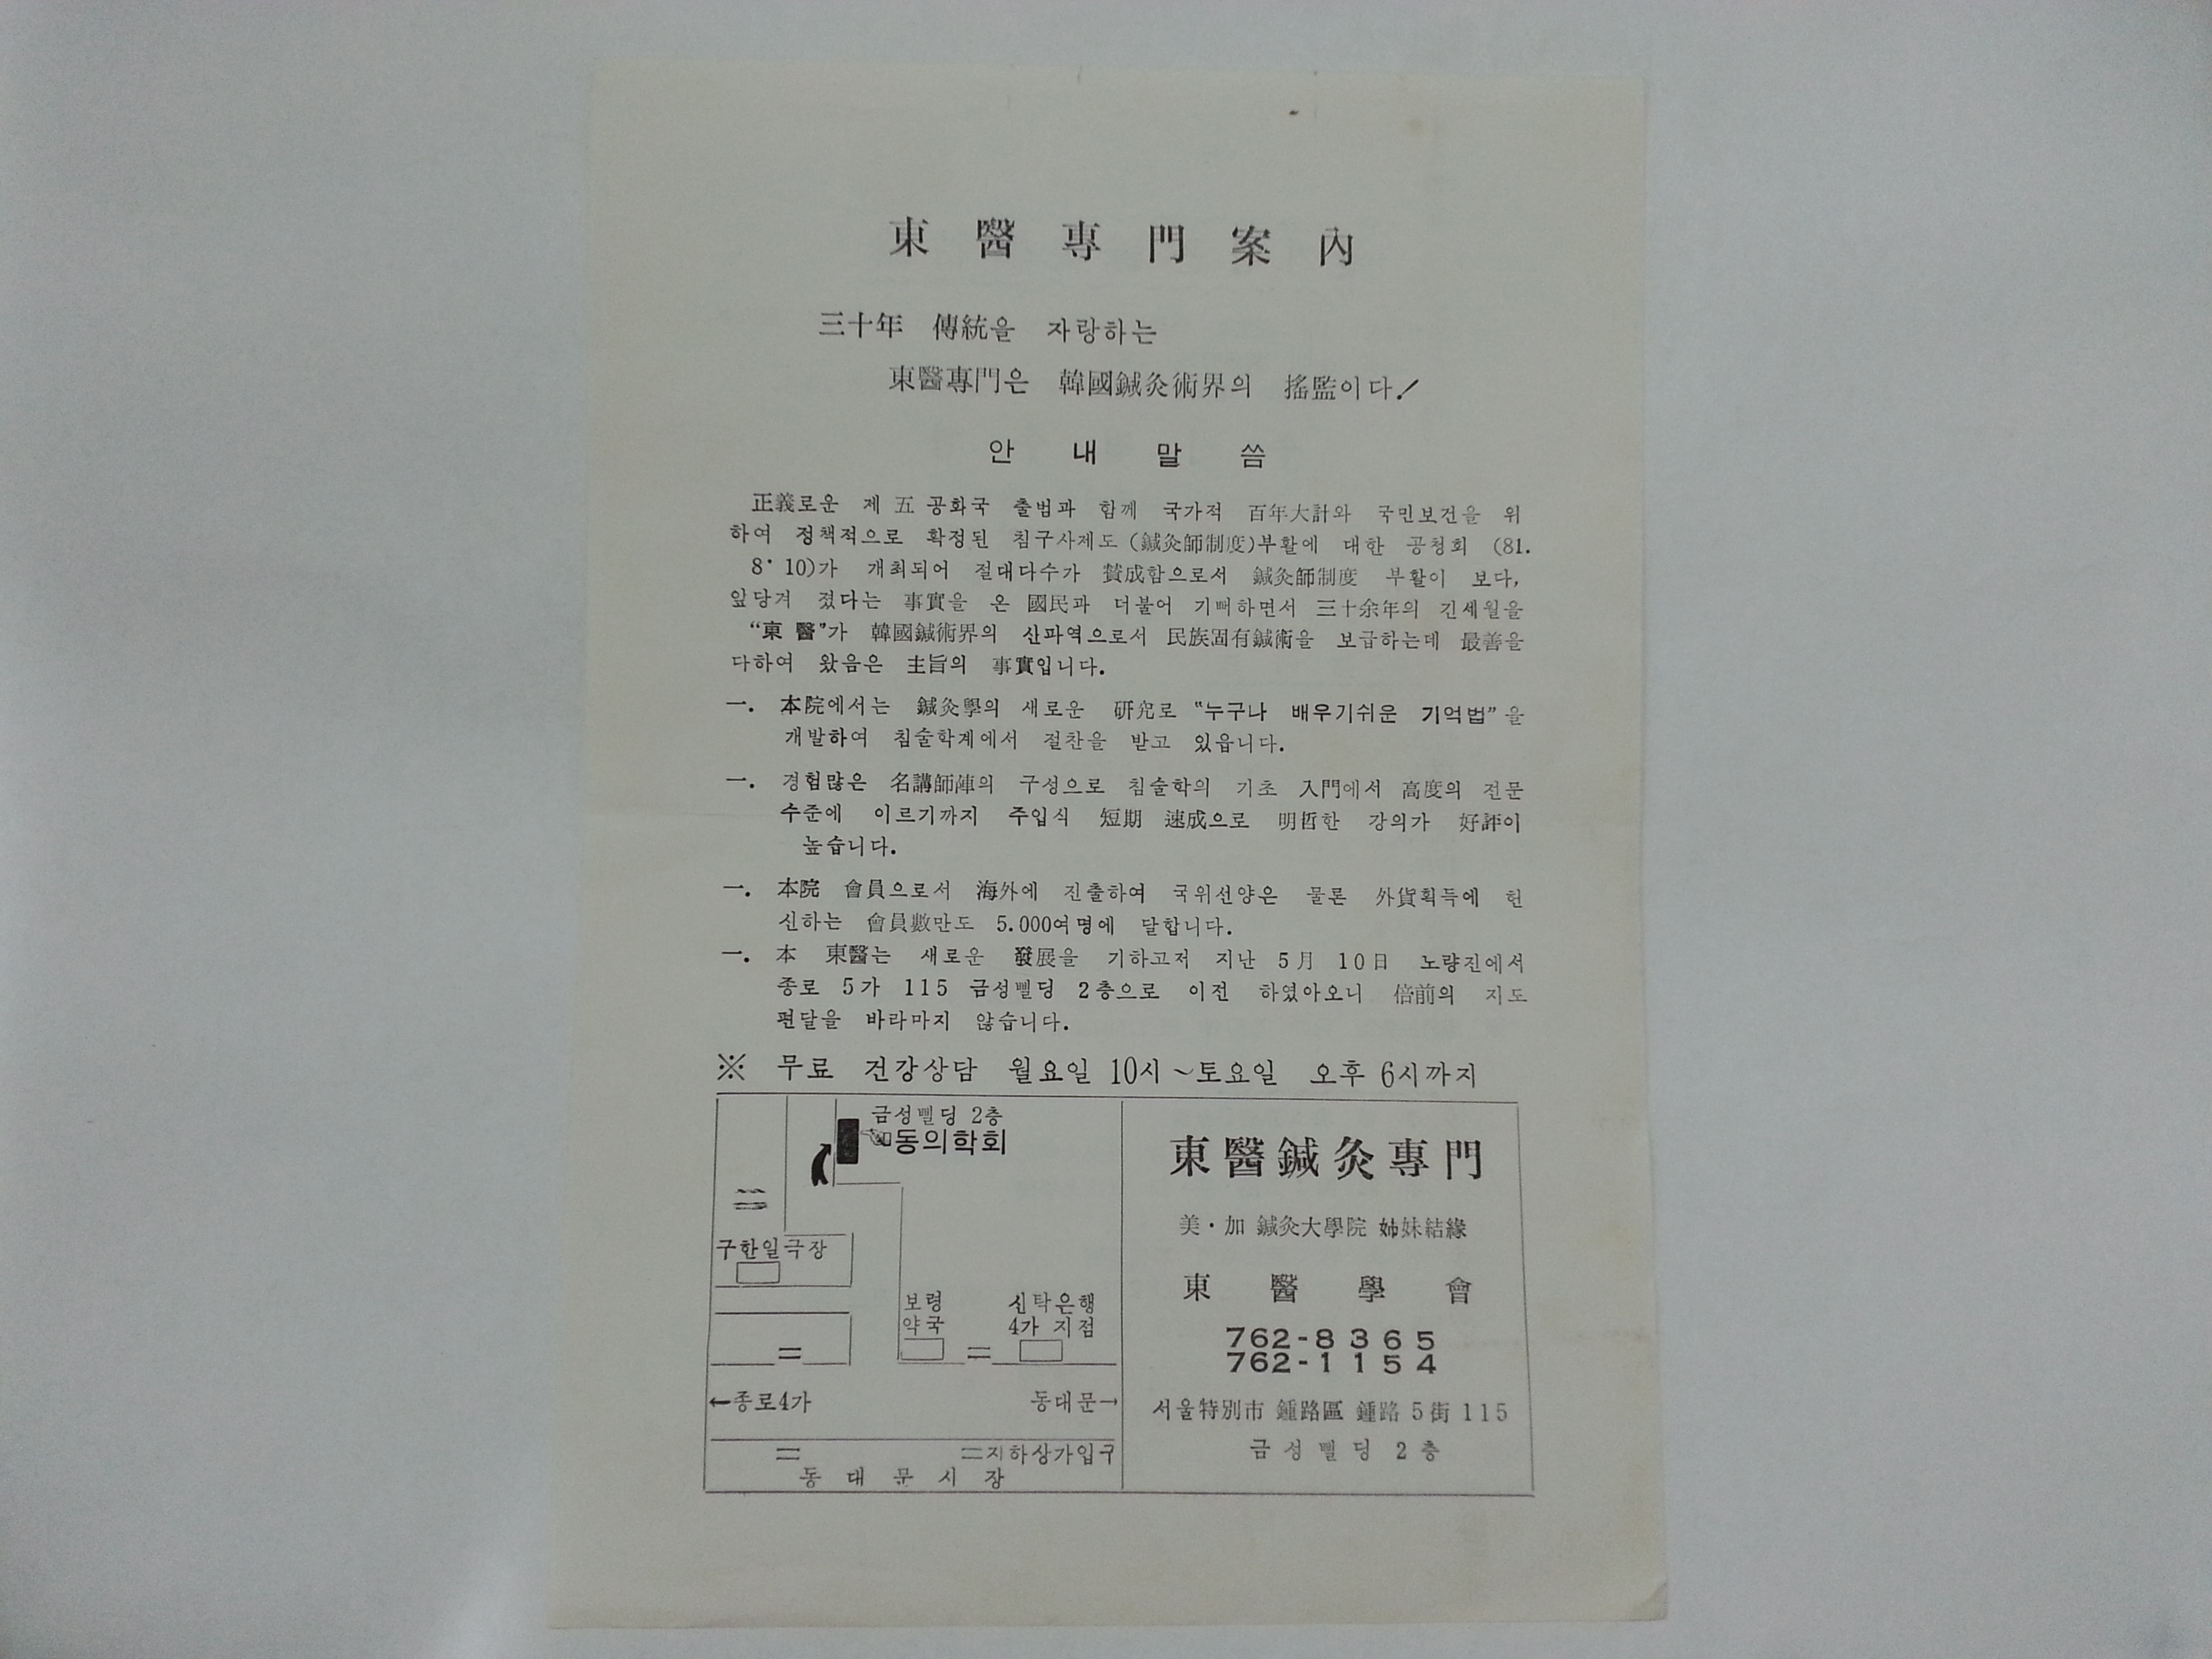 東醫專門案內
三十年 傳統을 자랑하는
東醫專門은 韓國鍼灸術界의 搖監이다!
안내말씀
正義로운 제 五 공화국 출범과 함께 국가적 百年大計와 국민보건을 위
하여 정책적으로 확정된 침구사제도(鍼灸師制度)부활에 대한 공청회 (81.
8· 10)가 개최되어 절대다수가 贊成함으로서 鍼灸師制度 부활이 보다,
앞당겨 졌다는 事實을 온 國民과 더불어 기뻐하면서 三十余年의 긴세월을
“東 醫”가 韓國鍼術界의 산파역으로서 民族固有鍼術을 보급하는데 最善을
다하여 왔음은 主旨의 事實입니다.
一. 本院에서는 鍼灸學의 새로운 研究로 “누구나 배우기쉬운 기억법”을
개발하여 침술학계에서 절찬을 받고 있읍니다.
一. 경험많은 名講師陣의 구성으로 침술학의 기초 入門에서 高度의 전문
수준에 이르기까지 주입식 短期 速成으로 明哲한 강의가 好評이
높습니다.
一. 本院 會員으로서 海外에 진출하여 국위선양은 물론 外貨획득에 헌
신하는 會員數만도 5.000여명에 달합니다.
一. 本 東醫는 새로운 發展을 기하고저 지난 5月 10日 노량진에서
종로 5가 115 금성삘딩 2층으로 이전 하였아오니 倍前의 지도
편달을 바라마지 않습니다.
※ 무료 건강상담 월요일 10시~토요일 오후 6시까지
금성삘딩 2층
동의학회
구한일극장
보령
약국
신탁은행
4가 지점
←종로4가
동대문→
지하상가입구
동대문시장
東醫鍼灸專門
美·加 鍼灸大學院 姊妹結緣
東醫學會
762-8365
762-1154
서울特別市 鍾路區 鍾路 5街 115
금성삘딩 2층